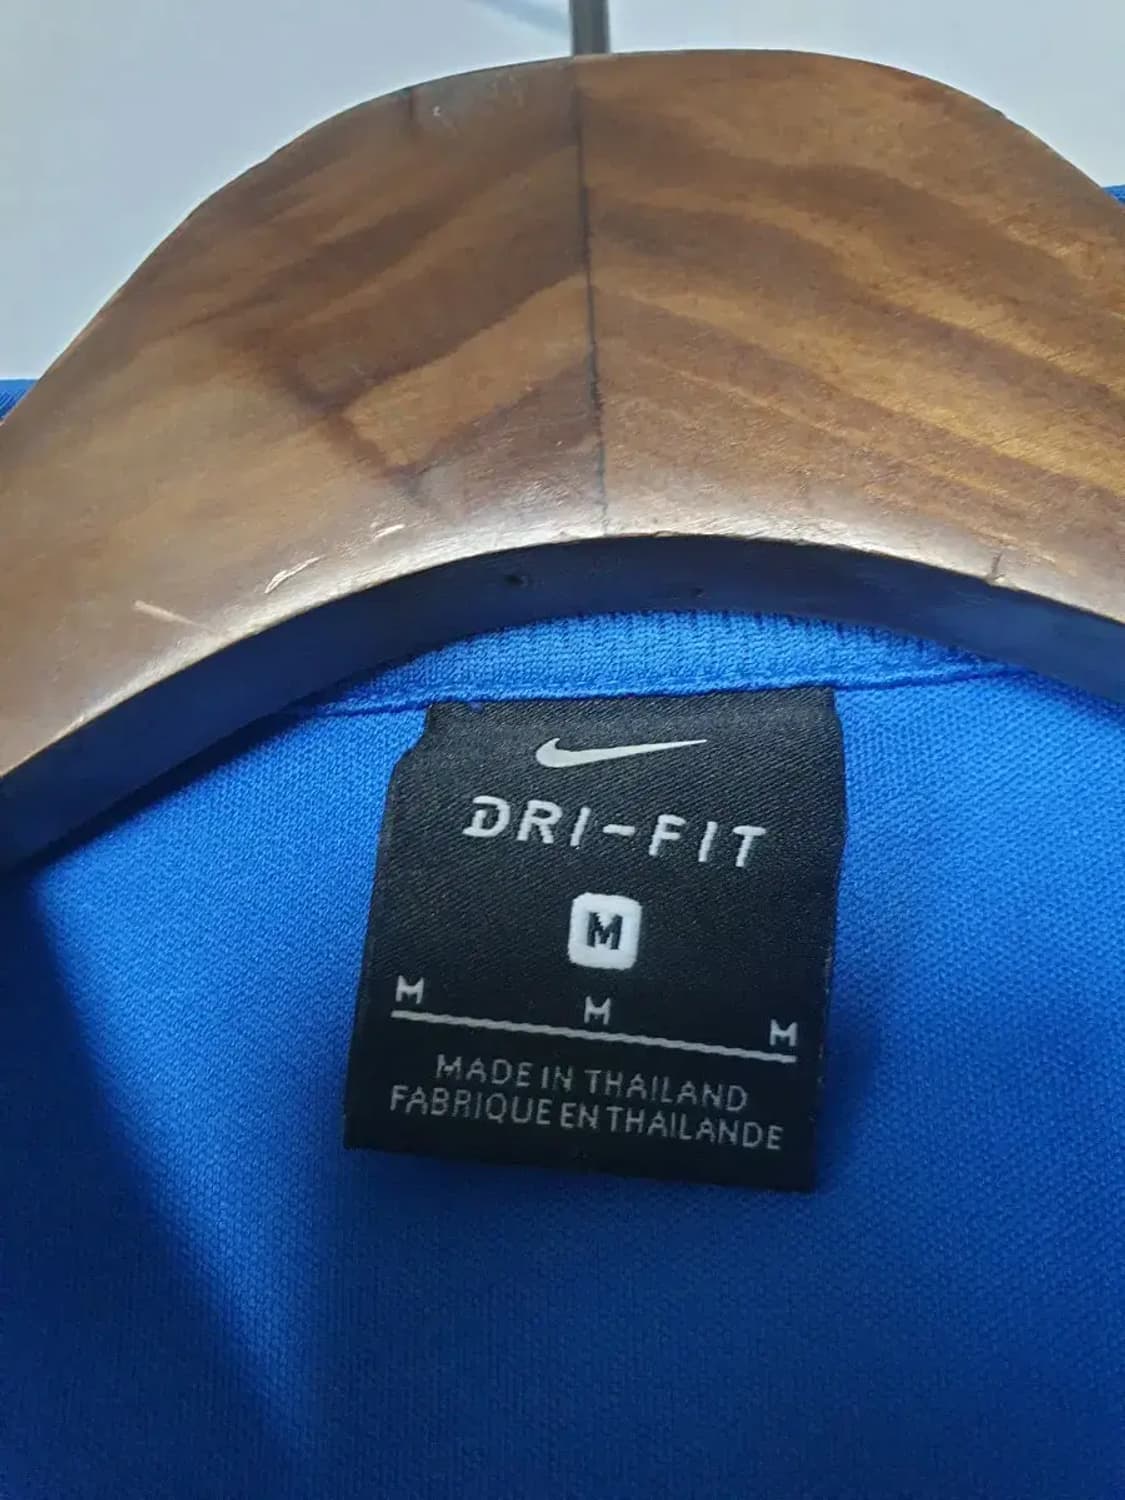 DRI-FIT
M
M M M
MADE IN THAILAND
FABRIQUE EN THAILANDE